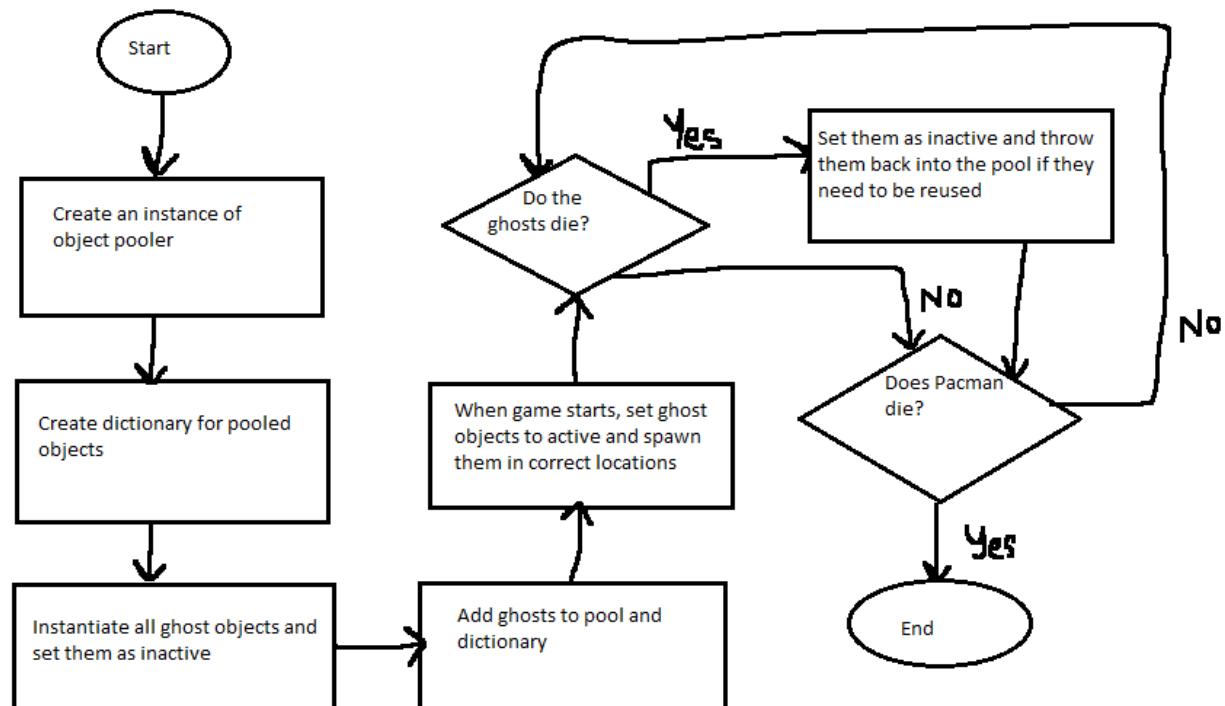 Start
Create an instance of
object pooler
Create dictionary for pooled
objects
Instantiate all ghost objects and
set them as inactive
Add ghosts to pool and
dictionary
When game starts, set ghost
objects to active and spawn
them in correct locations
Do the
ghosts die?
Yes
Set them as inactive and throw
them back into the pool if they
need to be reused
No
Does Pacman
die?
No
Yes
End